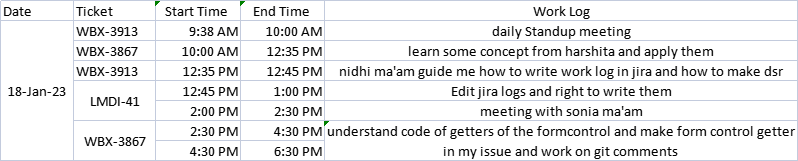 Date Ticket Start Time End Time Work Log
WBX-3913 9:38 AM 10:00 AM daily Standup meeting
WBX-3867 10:00 AM 12:35 PM learn some concept from harshita and apply them
WBX-3913 12:35 PM 12:45 PM nidhi ma'am guide me how to write work log in jira and how to make dsr
18-Jan-23
LMDI-41
12:45 PM 1:00 PM Edit jira logs and right to write them
2:00 PM 2:30 PM meeting with sonia ma'am
WBX-3867
2:30 PM 4:30 PM understand code of getters of the formcontrol and make form control getter
4:30 PM 6:30 PM in my issue and work on git comments